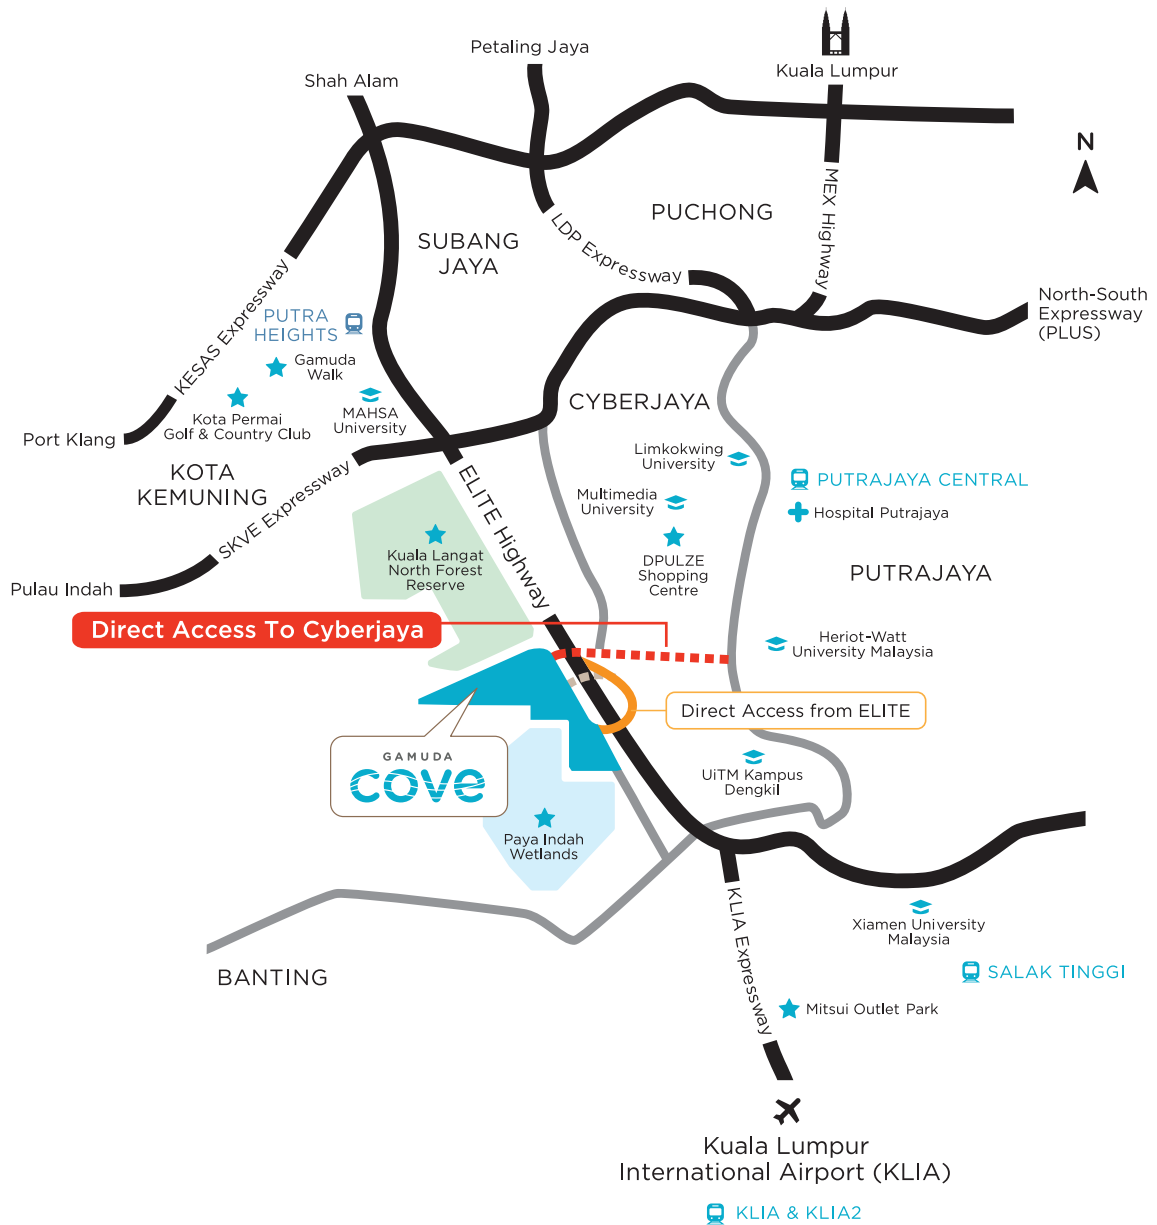 Petaling Jaya
Kuala Lumpur
Shah Alam
N
PUCHONG
MEX Highway
LDP Expressway
SUBANG
JAYA
KESAS Expressway
North-South
Expressway
(PLUS)
PUTRA
HEIGHTS
Gamuda
Walk
Kota Permai
Golf & Country Club
MAHSA
University
CYBERJAYA
Port Klang
KOTA
KEMUNING
SKVE Expressway
ELITE Highway
Limkokwing
University
PUTRAJAYA CENTRAL
Multimedia
University
Hospital Putrajaya
Kuala Langat
North Forest
Reserve
DPULZE
Shopping
Centre
PUTRAJAYA
Pulau Indah
Direct Access To Cyberjaya
Heriot-Watt
University Malaysia
Direct Access from ELITE
GAMUDA
cove
UiTM Kampus
Dengkil
Paya Indah
Wetlands
KLIA Expressway
Xiamen University
Malaysia
BANTING
SALAK TINGGI
Mitsui Outlet Park
Kuala Lumpur
International Airport (KLIA)
KLIA & KLIA2